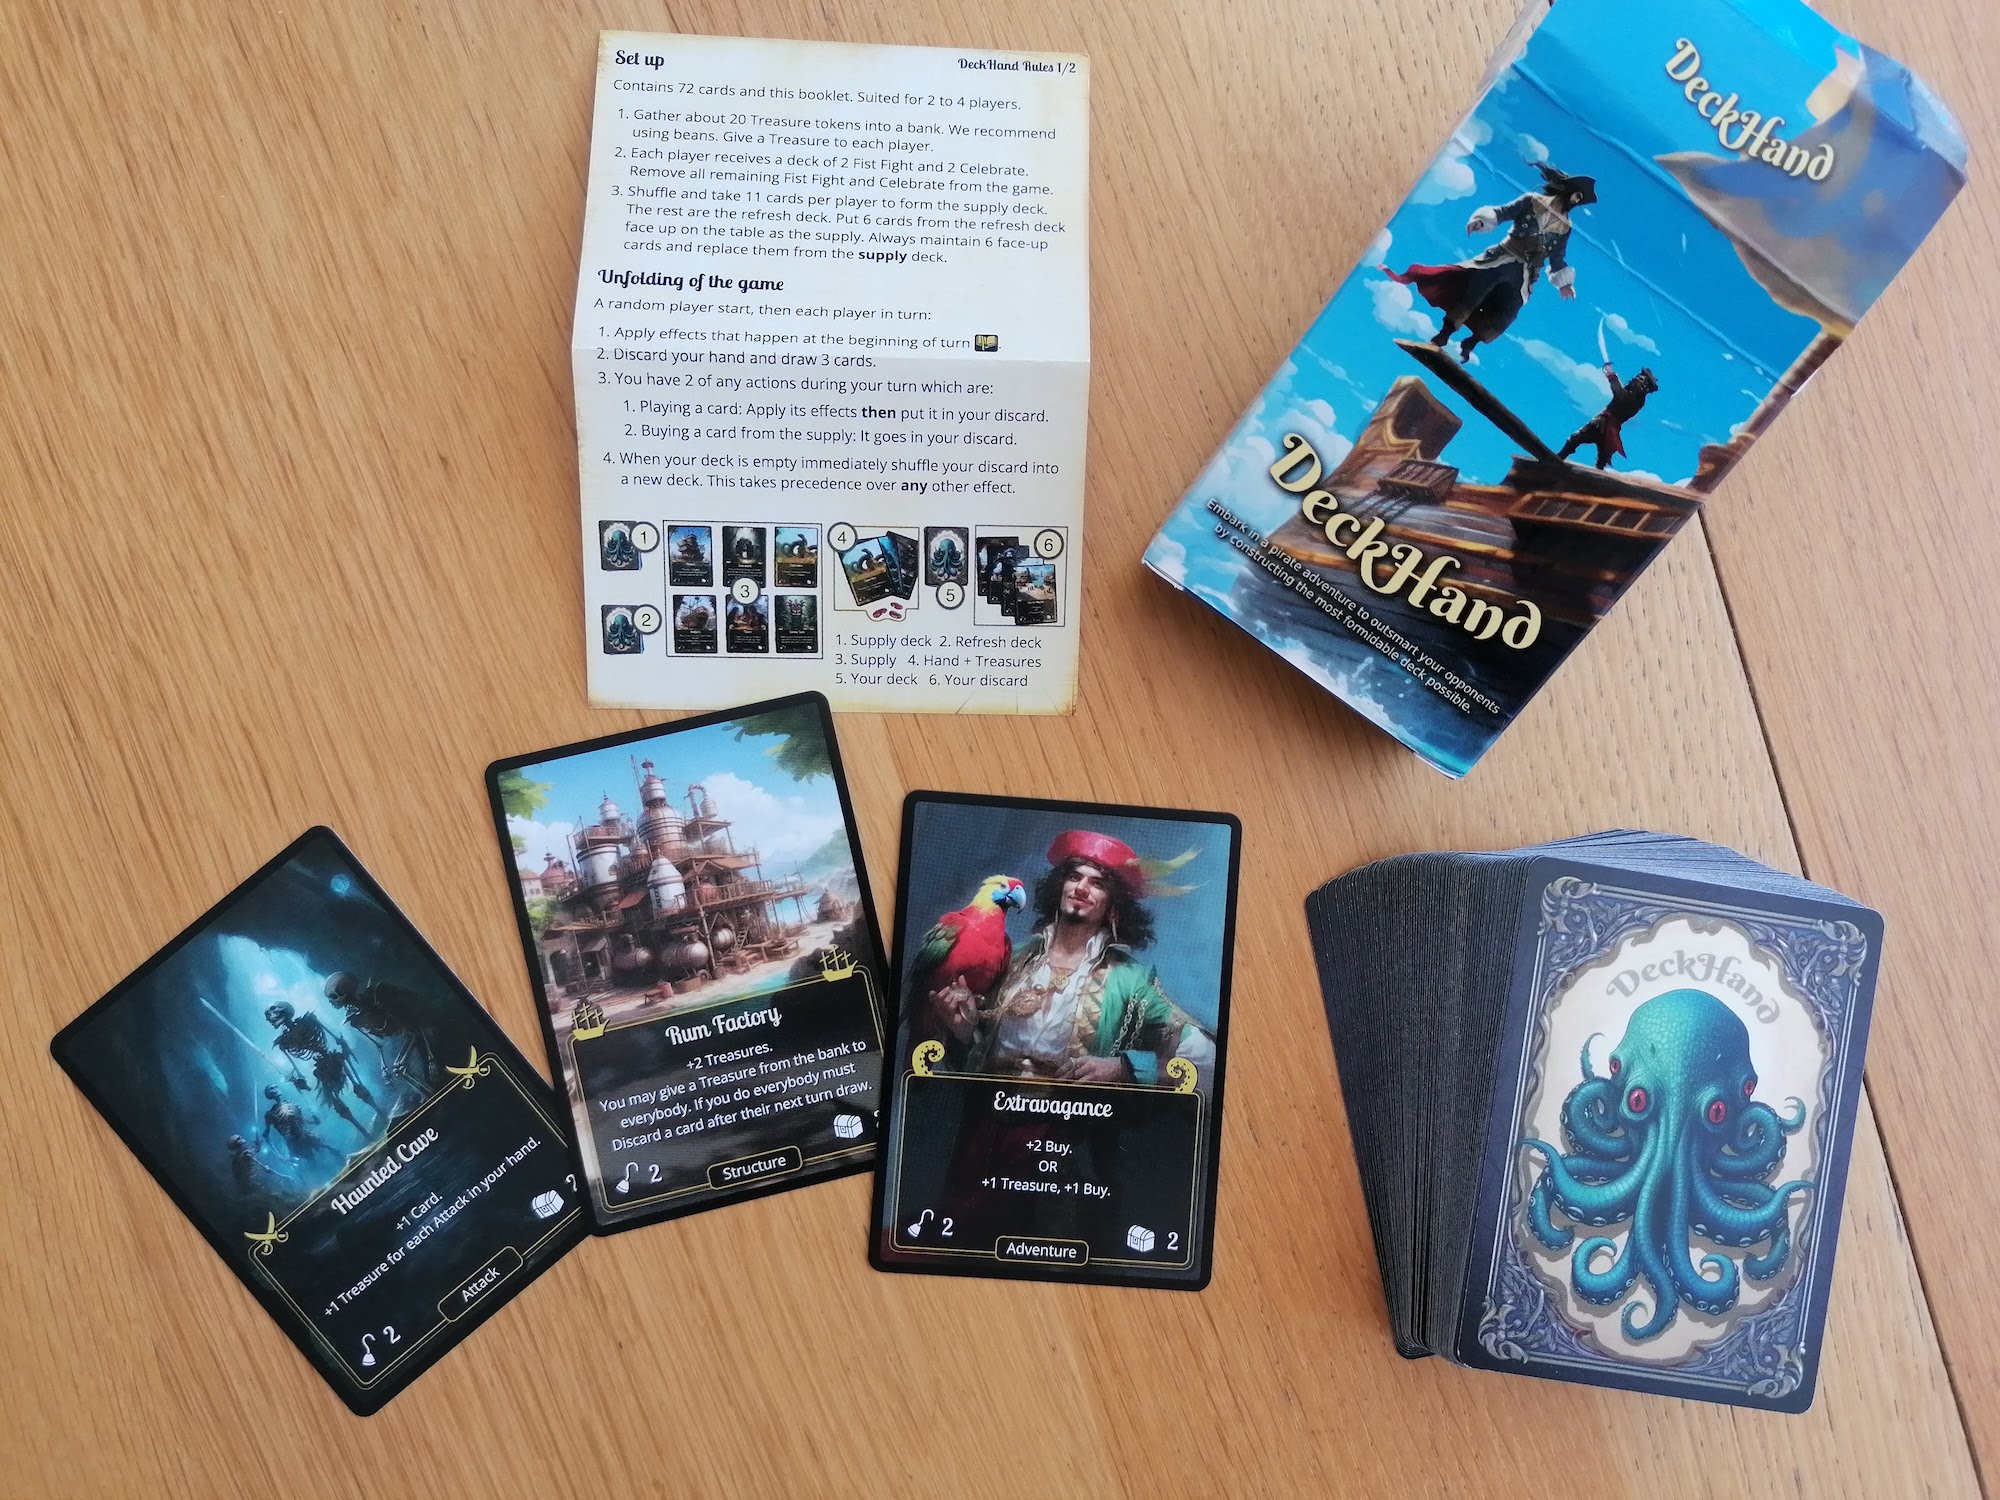 Set up
DeckHand Rules 1/2
Contains 72 cards and this booklet. Suited for 2 to 4 players.
1. Gather about 20 Treasure tokens into a bank. We recommend
using beans. Give a Treasure to each player.
2. Each player receives a deck of 2 Fist Fight and 2 Celebrate.
Remove all remaining Fist Fight and Celebrate from the game.
3. Shuffle and take 11 cards per player to form the supply deck.
The rest are the refresh deck. Put 6 cards from the refresh deck
face up on the table as the supply. Always maintain 6 face-up
cards and replace them from the supply deck.
Unfolding of the game
A random player start, then each player in turn:
1. Apply effects that happen at the beginning of turn
2. Discard your hand and draw 3 cards.
3. You have 2 of any actions during your turn which are:
1. Playing a card: Apply its effects then put it in your discard.
2. Buying a card from the supply: It goes in your discard.
4. When your deck is empty immediately shuffle your discard into
a new deck. This takes precedence over any other effect.
1
2
3
4
5
6
1. Supply deck 2. Refresh deck
3. Supply 4. Hand + Treasures
5. Your deck 6. Your discard
DeckHand
DeckHand
Embark in a pirate adventure to outsmart your opponents
by constructing the most formidable deck possible.
Haunted Cave
+1 Card.
+1 Treasure for each Attack in your hand.
2
Attack
Rum Factory
+2 Treasures.
You may give a Treasure from the bank to
everybody. If you do everybody must
Discard a card after their next turn draw.
2
Structure
Extravagance
+2 Buy.
OR
+1 Treasure, +1 Buy.
2
Adventure
2
DeckHand